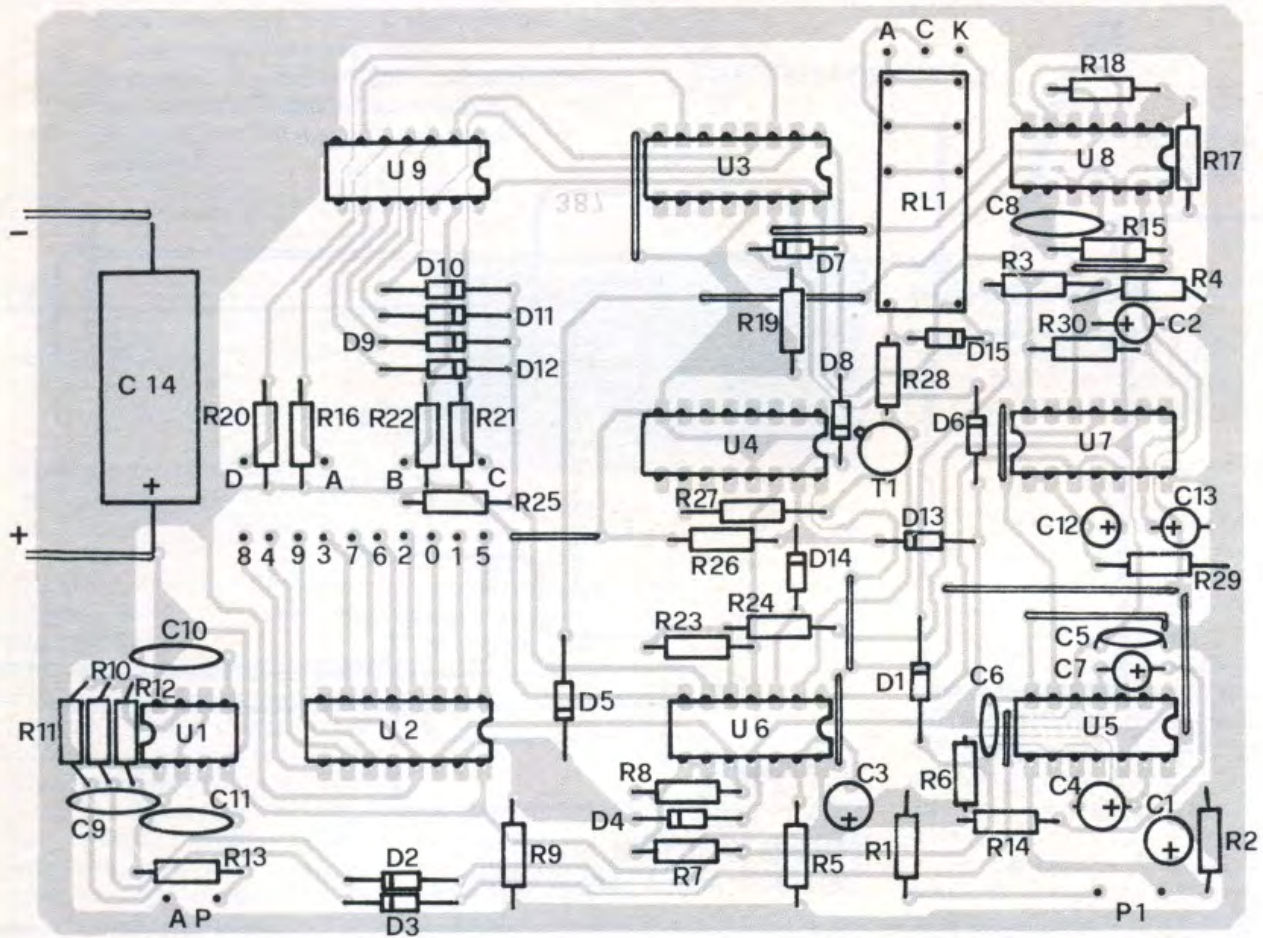 A C K
R18
U9
U3
U8
R17
387
RL1
C8
R15
−
D7
D10
R3
R4
D11
R19
R30
C2
D9
D15
C14
D12
D8
R28
R20
R16
R22
R21
U4
D6
U7
D
A
B
C
T1
+
R25
R27
C13
+
D13
C12
8 4 9 3 7 6 2 0 1 5
R26
D14
R29
R24
C10
R23
C5
R10
C7
R12
D1
C6
R11
U1
U2
D5
U6
U5
R8
C3
R6
C4
C9
C11
D4
C1
R13
R9
R7
R5
R1
R14
R2
D2
A P
D3
P1